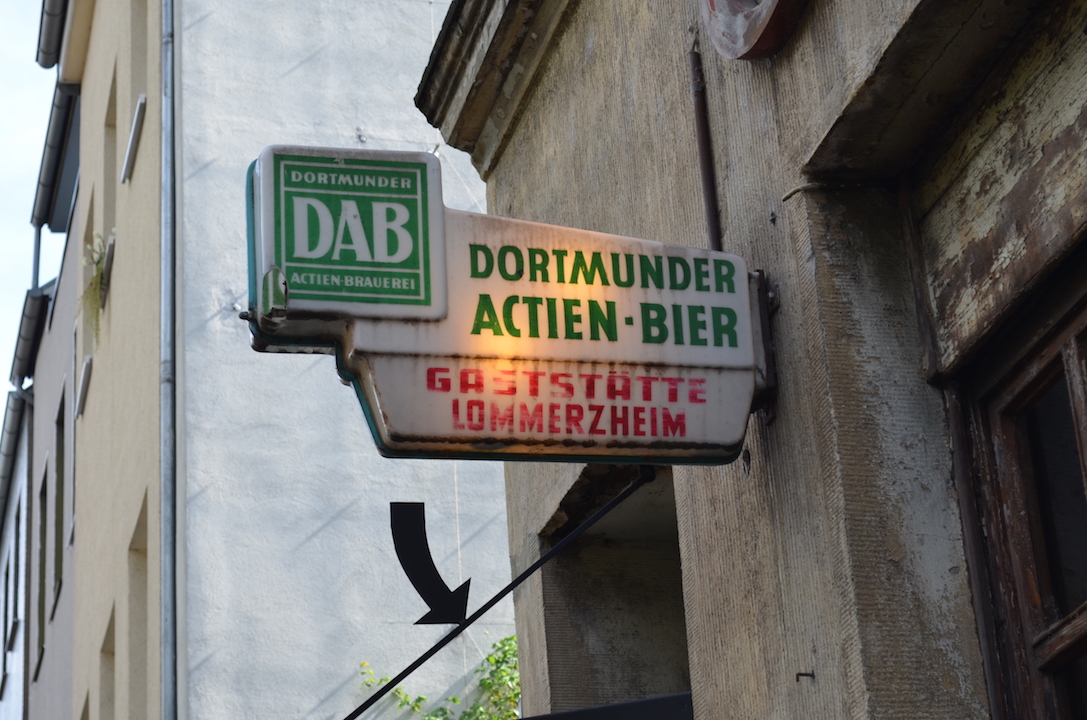 DORTMUNDER
DAB
ACTIEN-BRAUEREI
DORTMUNDER
ACTIEN-BIER
GASTSTÄTTE
LOMMERZHEIM